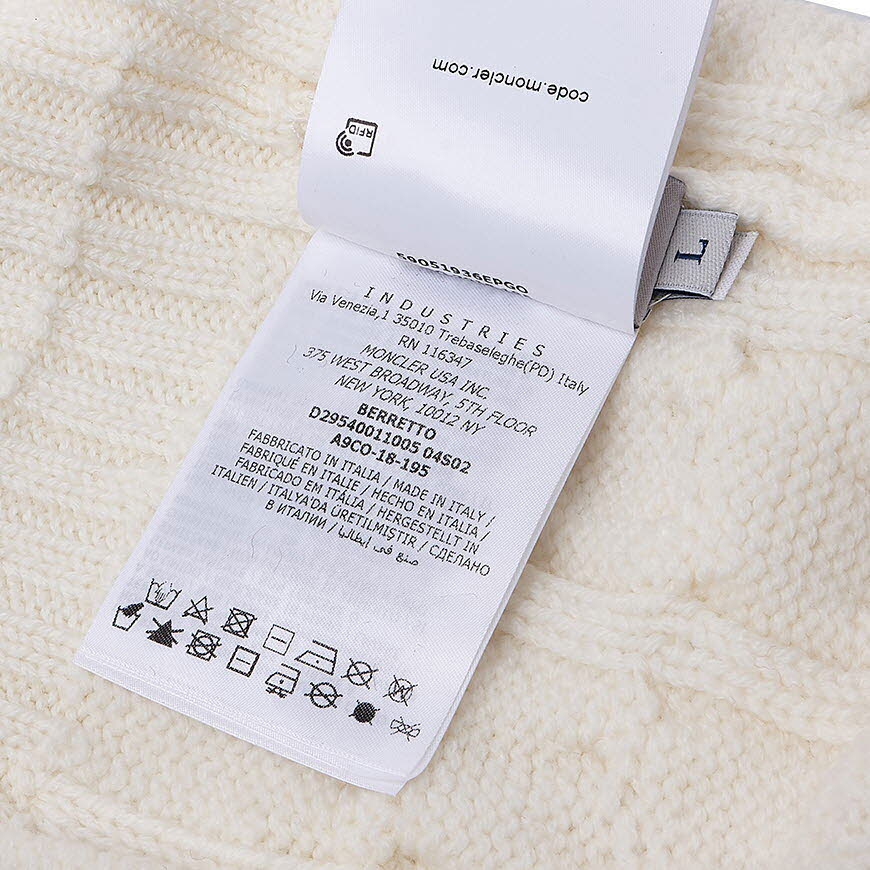 code.moncler.com
RFID
L
59051936EPGO
INDUSTRIES
Via Venezia,1 35010 Trebaseleghe(PD) Italy
RN 116347
MONCLER USA INC.
375 WEST BROADWAY, 5TH FLOOR
NEW YORK, 10012 NY
BERRETTO
D29540011005 04S02
A9CO-18-195
FABBRICATO IN ITALIA / MADE IN ITALY /
FABRIQUÉ EN ITALIE / HECHO EN ITALIA /
FABRICADO EM ITÁLIA / HERGESTELLT IN
ITALIEN / ITALYA'DA ÜRETILMIŞTIR / СДЕЛАНО
В ИТАЛИИ / صنع في إيطاليا